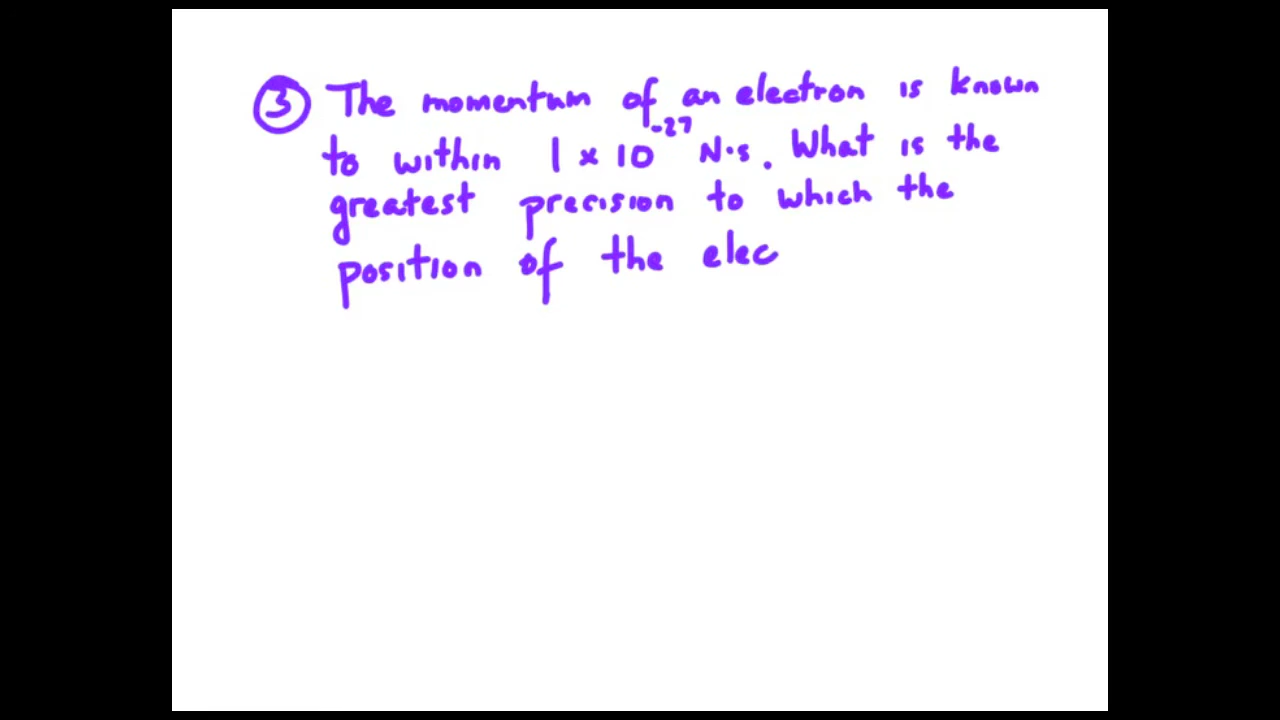 ③ The momentum of an electron is known
to within 1 × 10⁻²⁷ N·s. What is the
greatest precision to which the
position of the elec